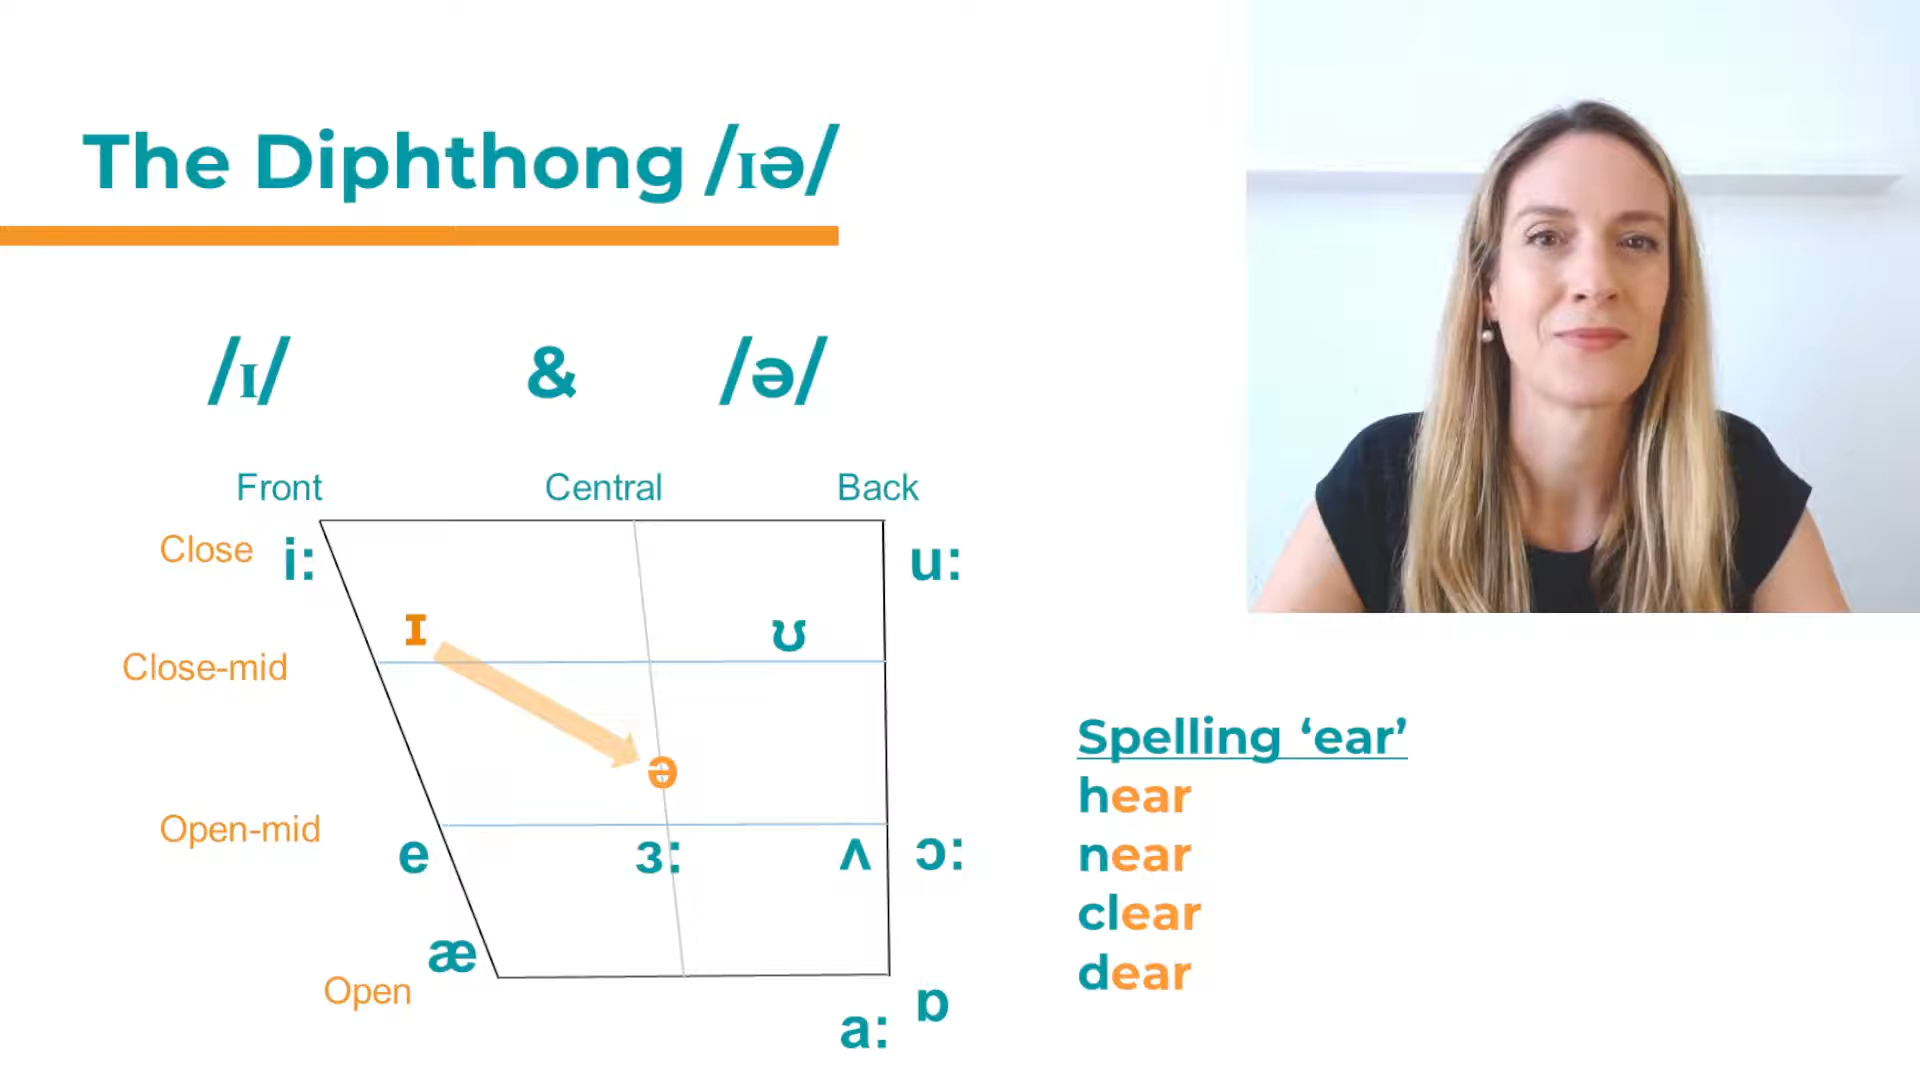 The Diphthong /ɪə/
/ɪ/ & /ə/
Front Central Back
Close i: u:
ɪ ʊ
Close-mid
ə
Open-mid
e ɜ: ʌ ɔ:
æ
Open
a: ɒ
Spelling ‘ear’
hear
near
clear
dear